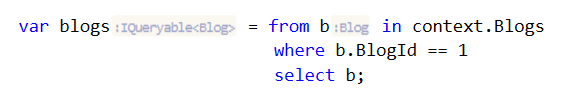 var blogs :IQueryable<Blog> = from b :Blog in context.Blogs
where b.BlogId == 1
select b;